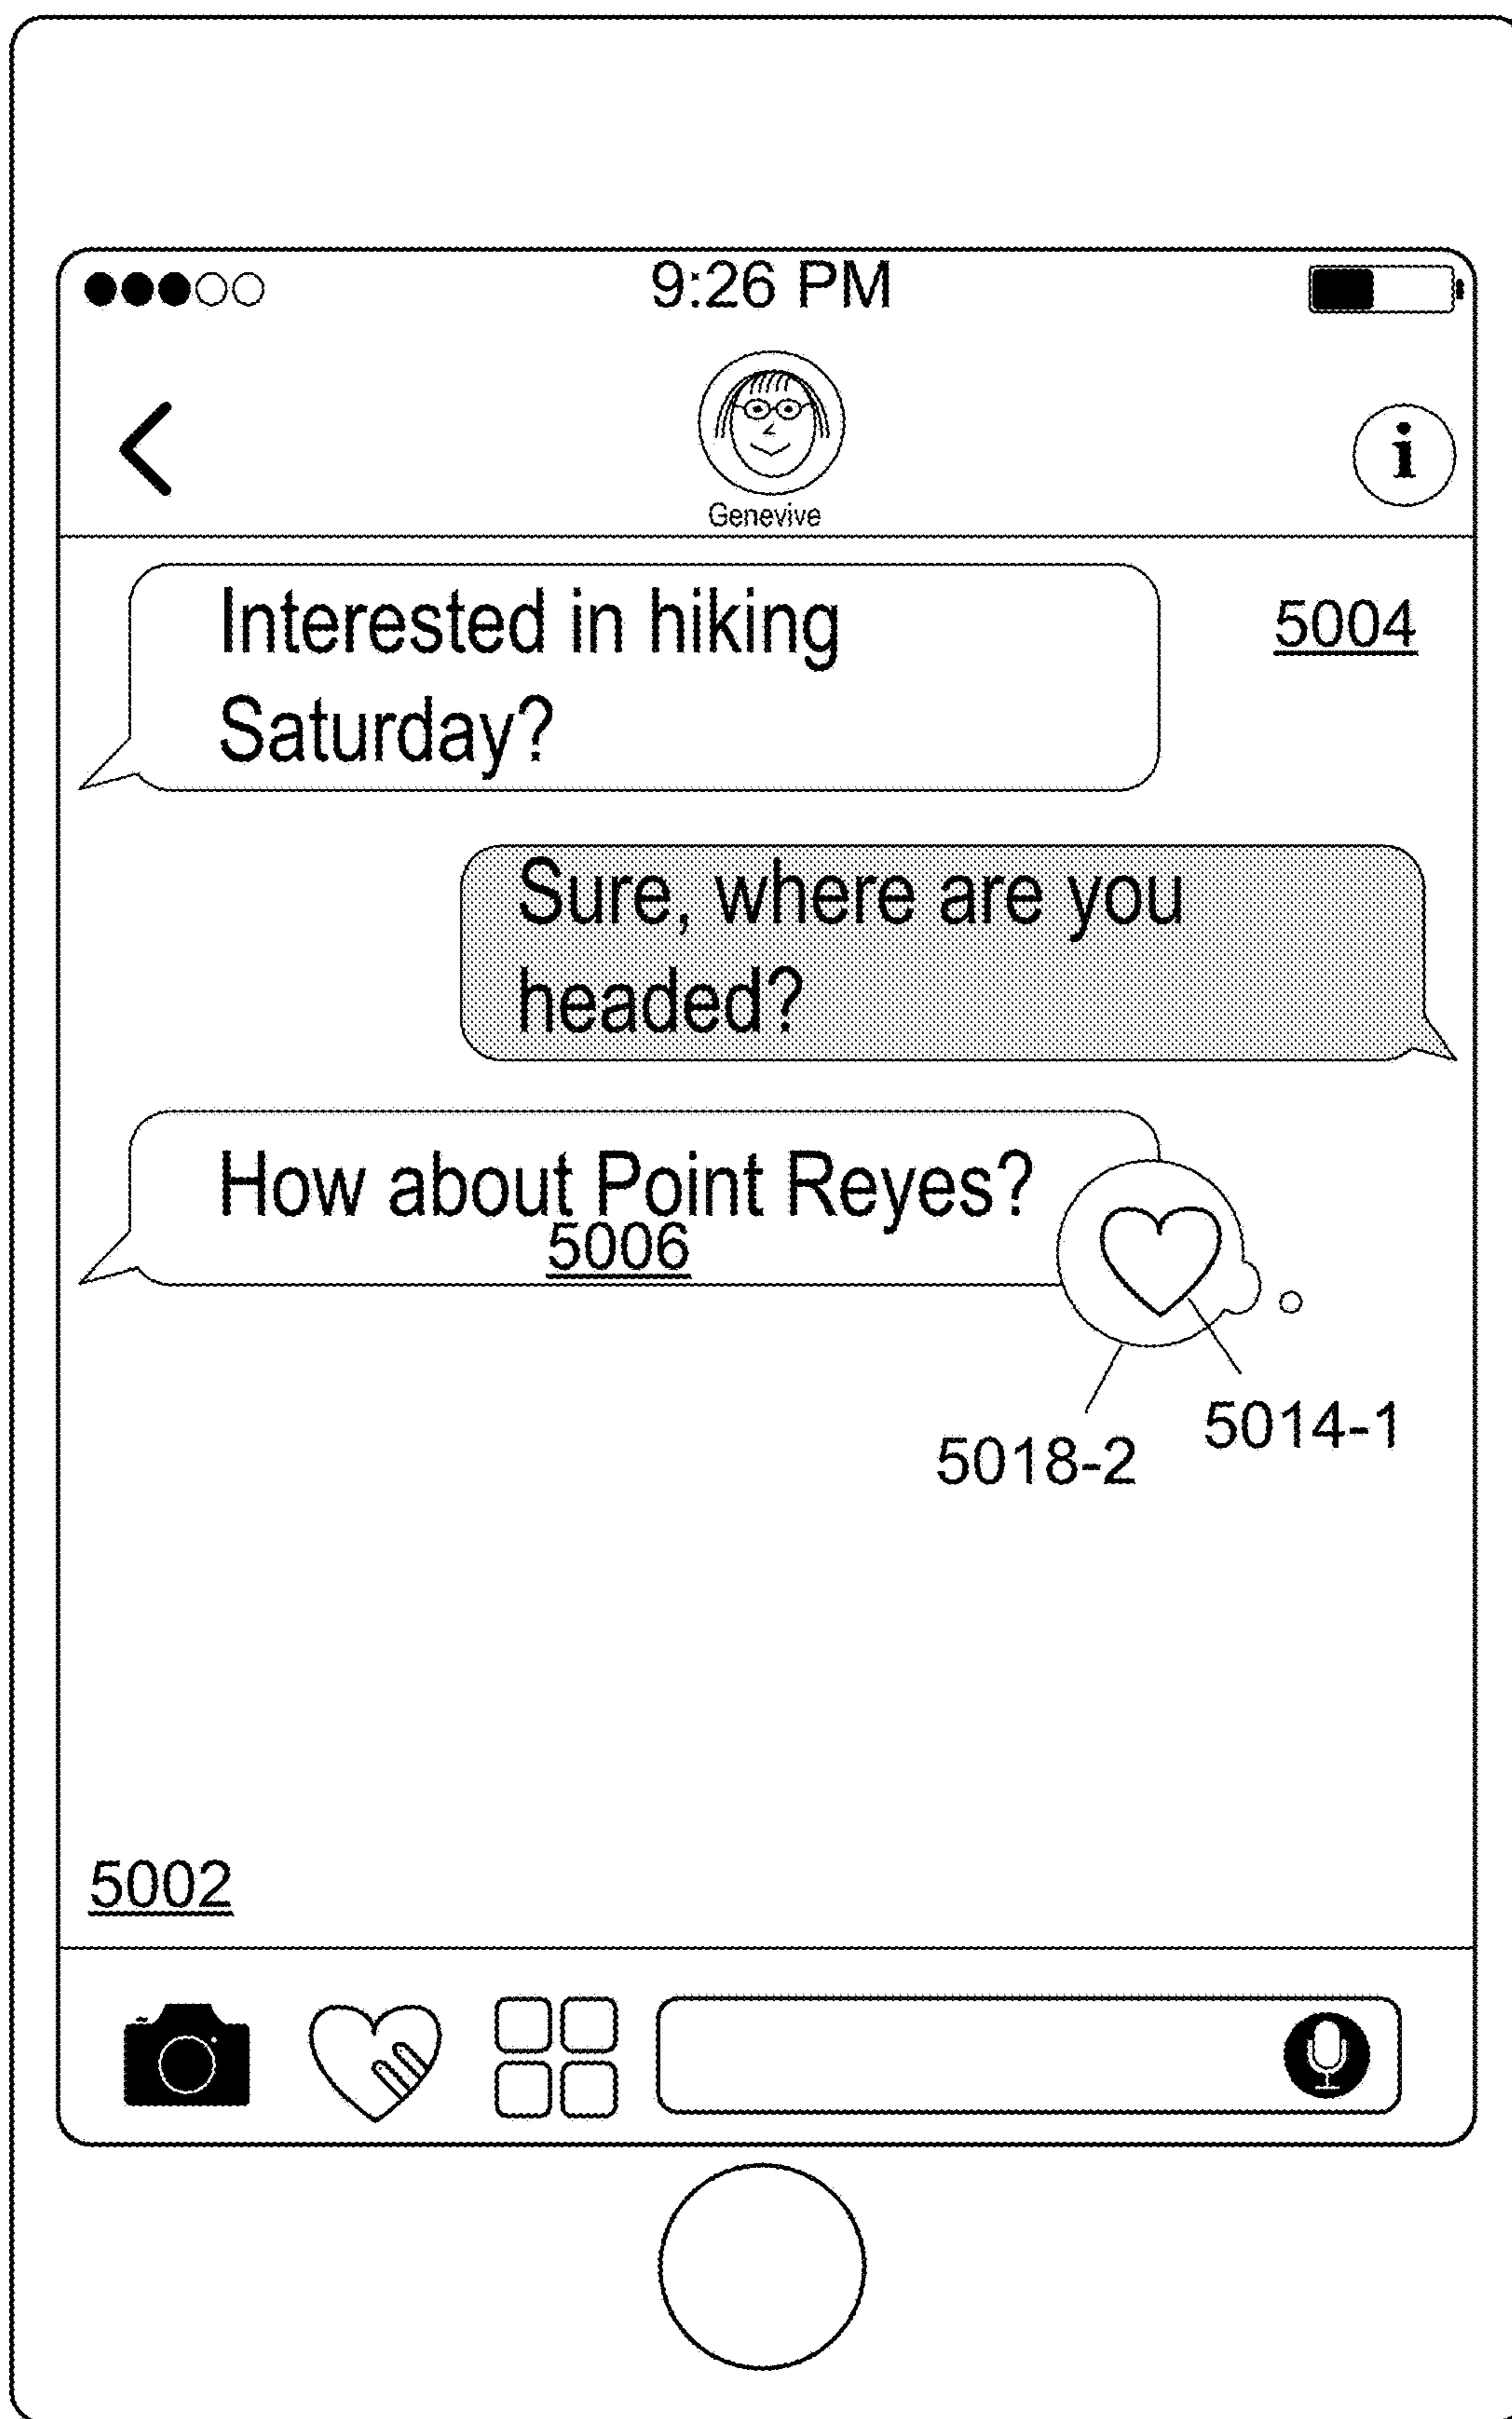 9:26 PM
i
Genevive
Interested in hiking
Saturday?
5004
Sure, where are you
headed?
How about Point Reyes?
5006
5014-1
5018-2
5002